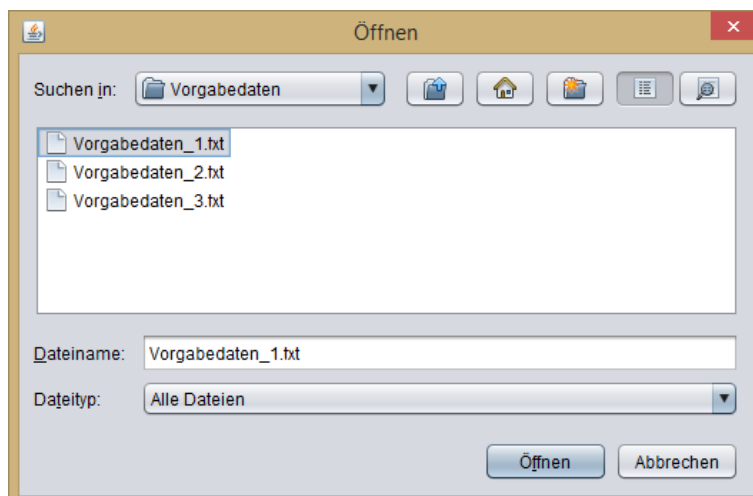 Öffnen
Suchen in: Vorgabedaten
Vorgabedaten_1.txt
Vorgabedaten_2.txt
Vorgabedaten_3.txt
Dateiname: Vorgabedaten_1.txt
Dateityp: Alle Dateien
Öffnen Abbrechen